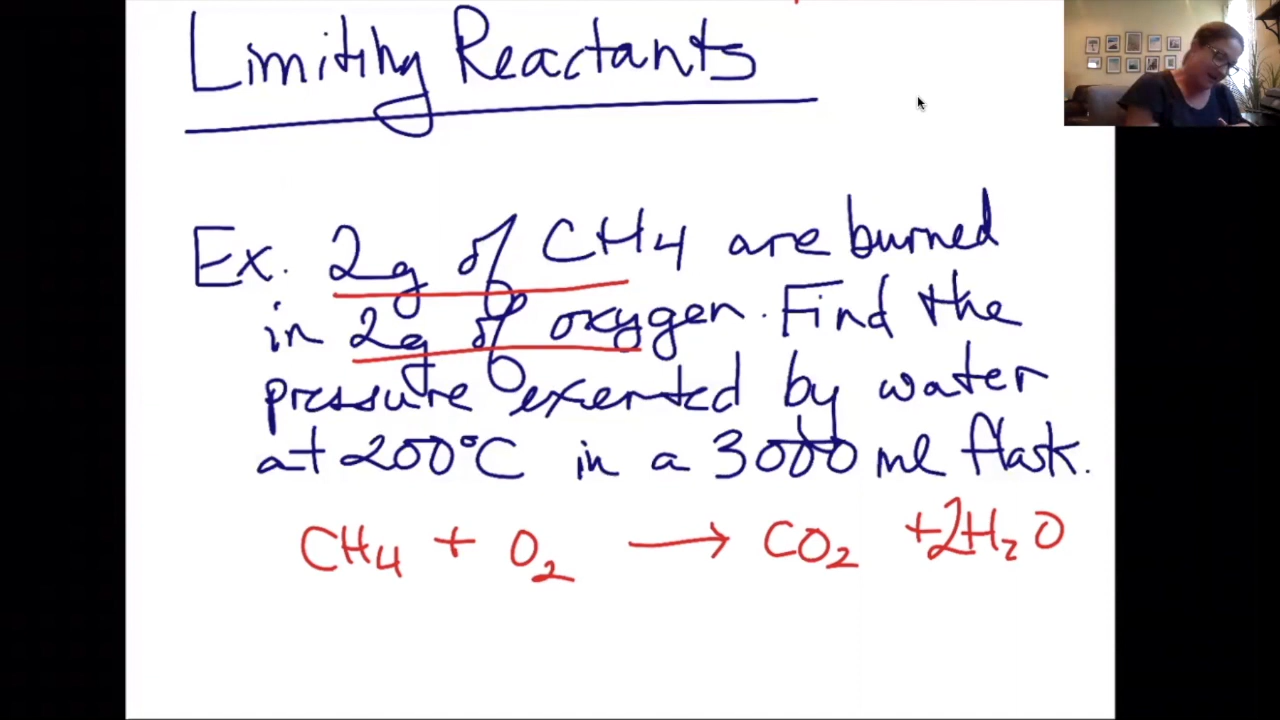 Limiting Reactants
Ex. 2g of CH4 are burned
in 2g of oxygen. Find the
pressure exerted by water
at 200°C in a 3000 ml flask.
CH4 + O2 → CO2 +2H2O